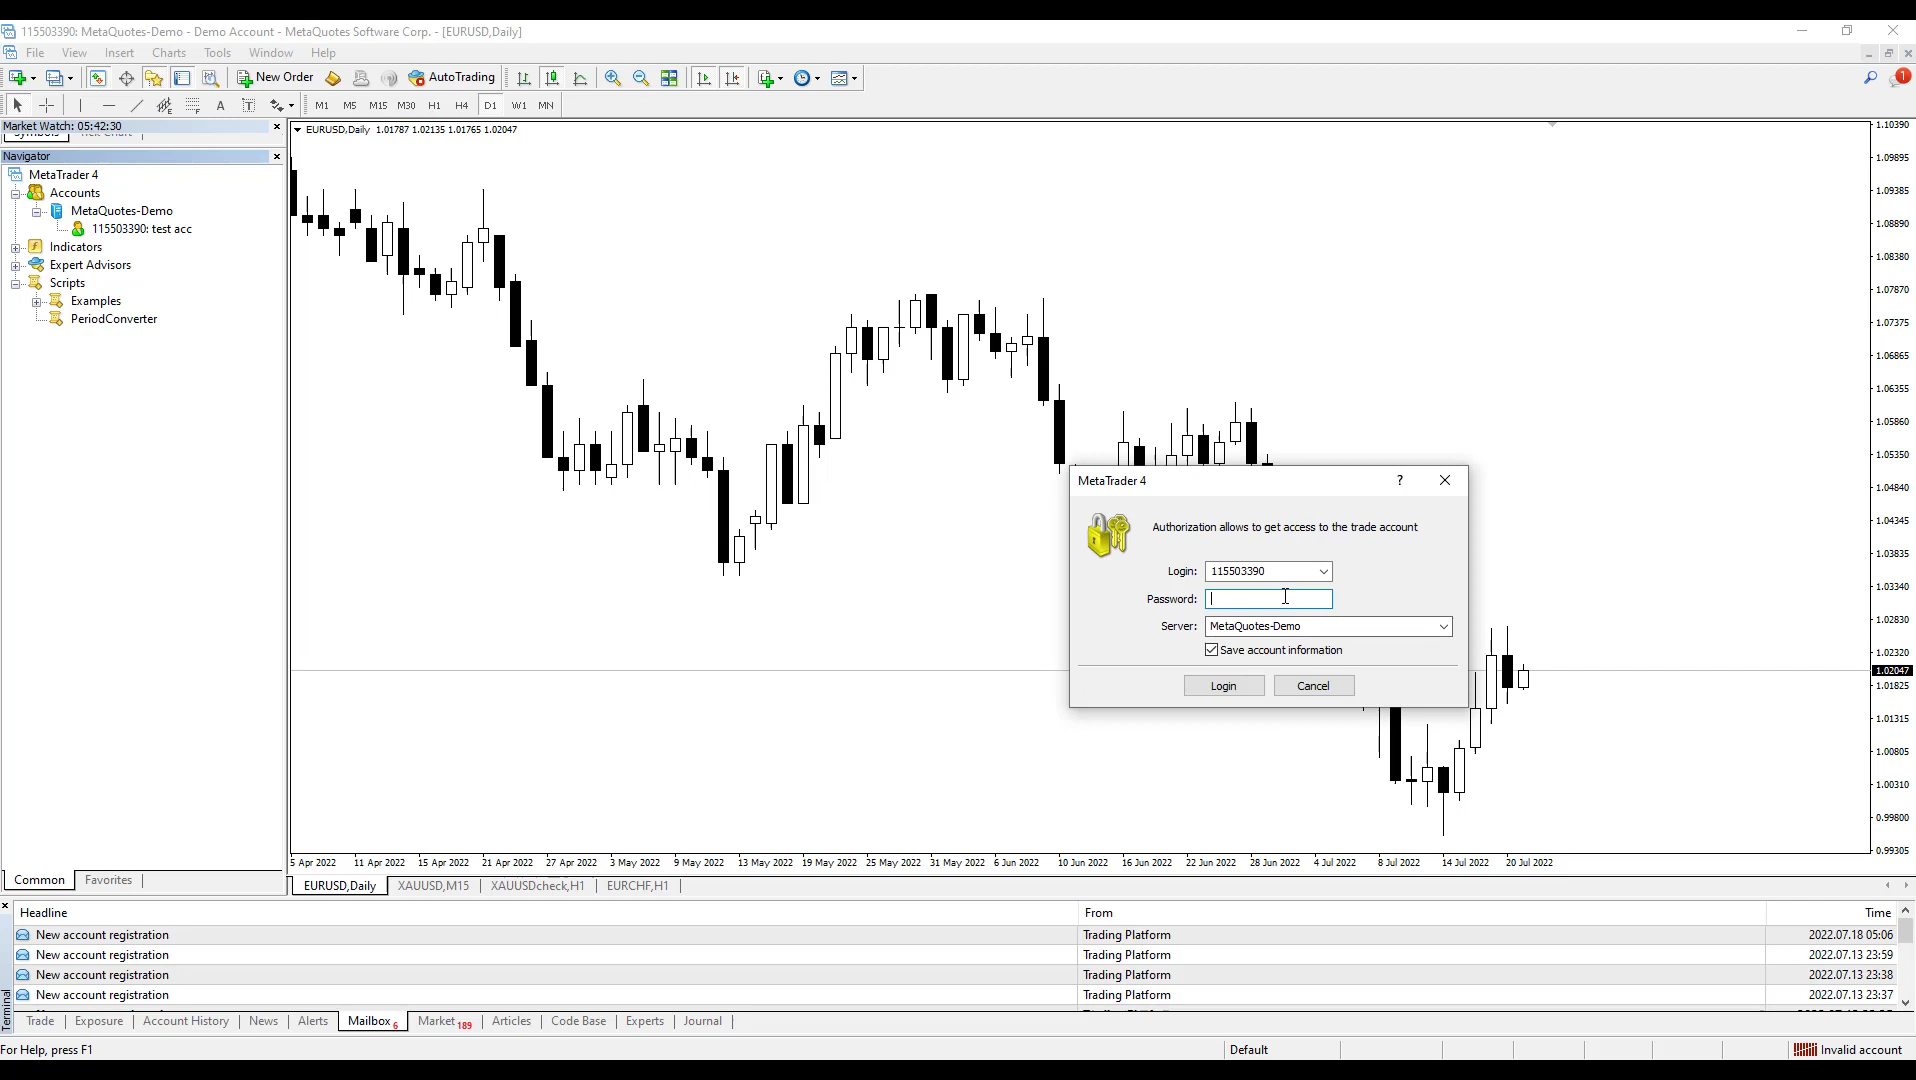 115503390: MetaQuotes-Demo - Demo Account - MetaQuotes Software Corp. - [EURUSD,Daily]
File View Insert Charts Tools Window Help
New Order AutoTrading 1
A T M1 M5 M15 M30 H1 H4 D1 W1 MN
Market Watch: 05:42:30
Navigator
MetaTrader 4
Accounts
MetaQuotes-Demo
115503390: test acc
Indicators
Expert Advisors
Scripts
Examples
PeriodConverter
Common Favorites
EURUSD,Daily 1.01787 1.02135 1.01765 1.02047
1.10390
1.09895
1.09385
1.08890
1.08380
1.07870
1.07375
1.06865
1.06355
1.05860
1.05350
1.04840
1.04345
1.03835
1.03340
1.02830
1.02320
1.02047
1.01825
1.01315
1.00805
1.00310
0.99800
0.99305
MetaTrader 4 ?
Authorization allows to get access to the trade account
Login: 115503390
Password:
Server: MetaQuotes-Demo
Save account information
Login Cancel
5 Apr 2022 11 Apr 2022 15 Apr 2022 21 Apr 2022 27 Apr 2022 3 May 2022 9 May 2022 13 May 2022 19 May 2022 25 May 2022 31 May 2022 6 Jun 2022 10 Jun 2022 16 Jun 2022 22 Jun 2022 28 Jun 2022 4 Jul 2022 8 Jul 2022 14 Jul 2022 20 Jul 2022
EURUSD,Daily XAUUSD,M15 XAUUSDcheck,H1 EURCHF,H1
Headline From Time
New account registration Trading Platform 2022.07.18 05:06
New account registration Trading Platform 2022.07.13 23:59
New account registration Trading Platform 2022.07.13 23:38
New account registration Trading Platform 2022.07.13 23:37
Terminal
Trade Exposure Account History News Alerts Mailbox 6 Market 189 Articles Code Base Experts Journal
For Help, press F1 Default Invalid account